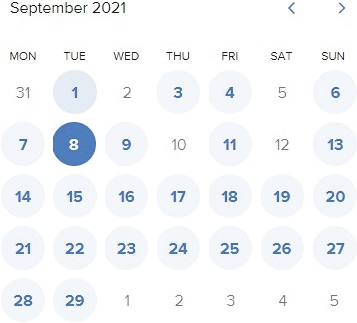 September 2021
MON TUE WED THU FRI SAT SUN
31 1 2 3 4 5 6
7 8 9 10 11 12 13
14 15 16 17 18 19 20
21 22 23 24 25 26 27
28 29 1 2 3 4 5